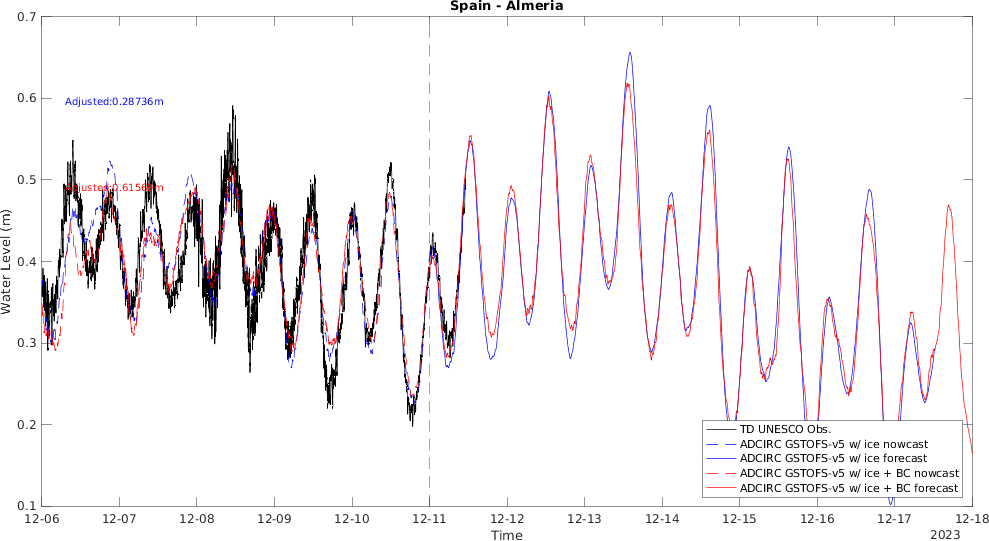 Spain - Almeria
0.7
0.6
0.5
0.4
0.3
0.2
0.1
Water Level (m)
Adjusted:0.28736m
TD UNESCO Obs.
ADCIRC GSTOFS-v5 w/ ice nowcast
ADCIRC GSTOFS-v5 w/ ice forecast
ADCIRC GSTOFS-v5 w/ ice + BC nowcast
ADCIRC GSTOFS-v5 w/ ice + BC forecast
12-06 12-07 12-08 12-09 12-10 12-11 12-12 12-13 12-14 12-15 12-16 12-17 12-18
Time
2023